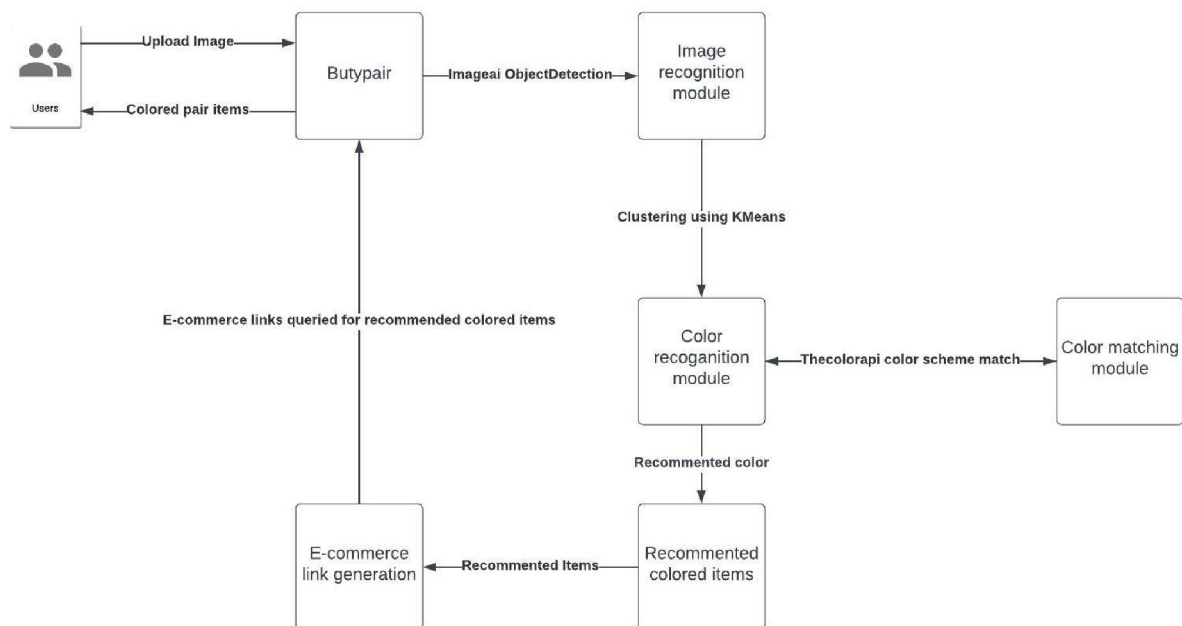 Upload Image
Butypair
Imageai ObjectDetection
Image
recognition
module
Users
Colored pair items
Clustering using KMeans
E-commerce links queried for recommended colored items
Color
recoganition
module
Thecolorapi color scheme match
Color matching
module
Recommented color
E-commerce
link generation
Recommented Items
Recommented
colored items